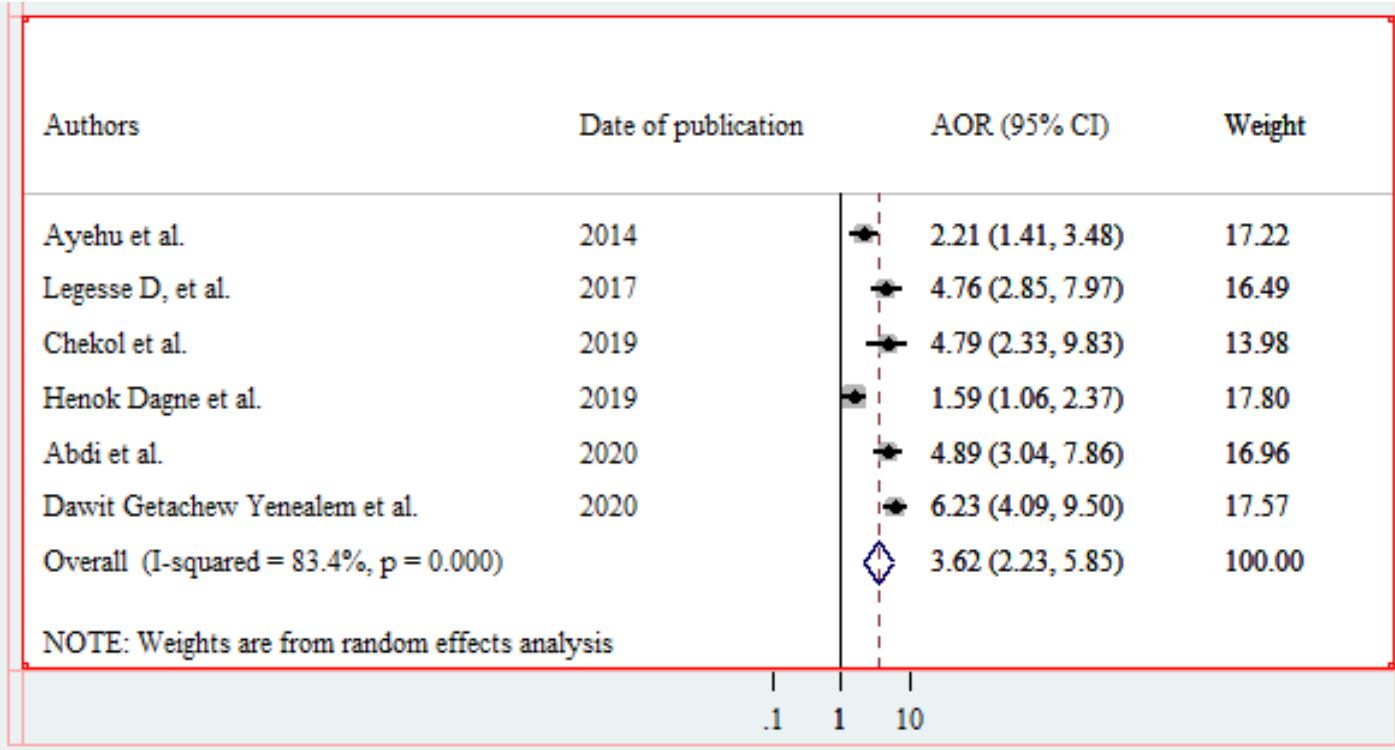 Authors Date of publication AOR (95% CI) Weight
Ayehu et al. 2014 2.21 (1.41, 3.48) 17.22
Legesse D, et al. 2017 4.76 (2.85, 7.97) 16.49
Chekol et al. 2019 4.79 (2.33, 9.83) 13.98
Henok Dagne et al. 2019 1.59 (1.06, 2.37) 17.80
Abdi et al. 2020 4.89 (3.04, 7.86) 16.96
Dawit Getachew Yenealem et al. 2020 6.23 (4.09, 9.50) 17.57
Overall (I-squared = 83.4%, p = 0.000) 3.62 (2.23, 5.85) 100.00
NOTE: Weights are from random effects analysis
.1 1 10